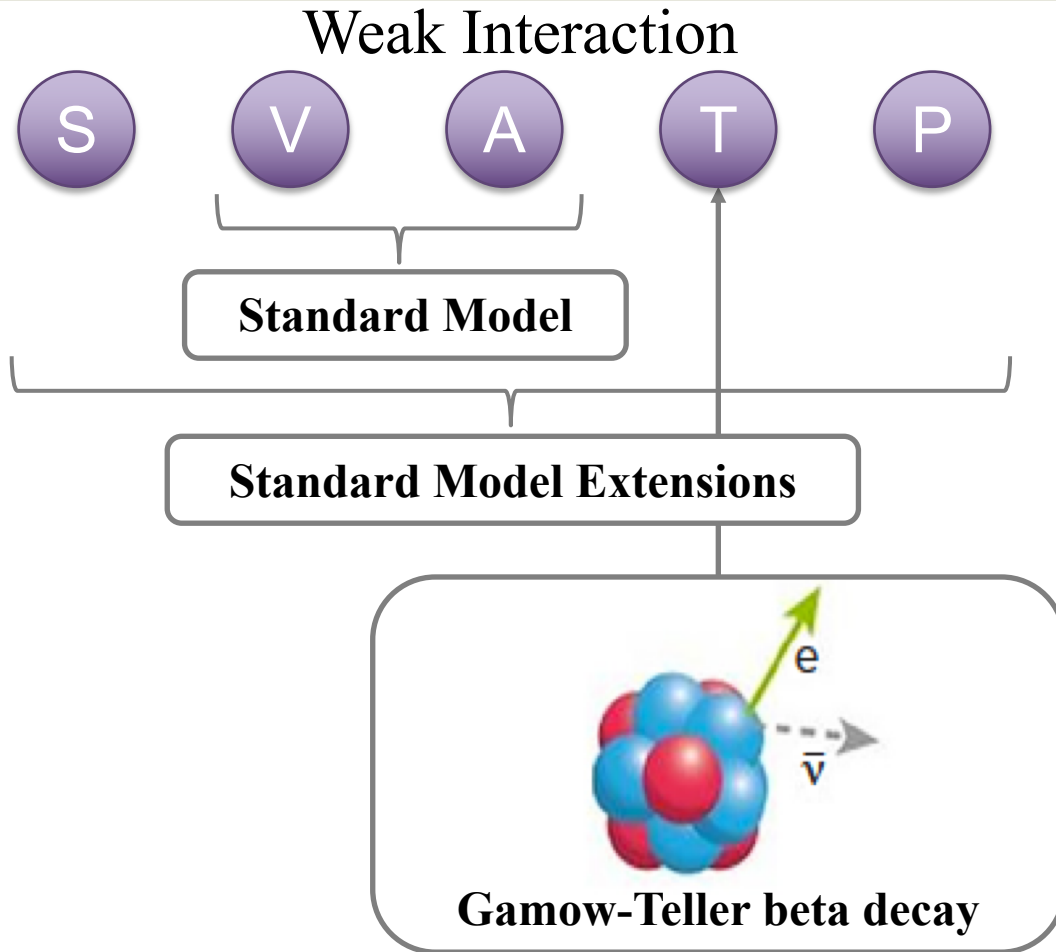 Weak Interaction
S V A T P
Standard Model
Standard Model Extensions
e
ν̄
Gamow-Teller beta decay